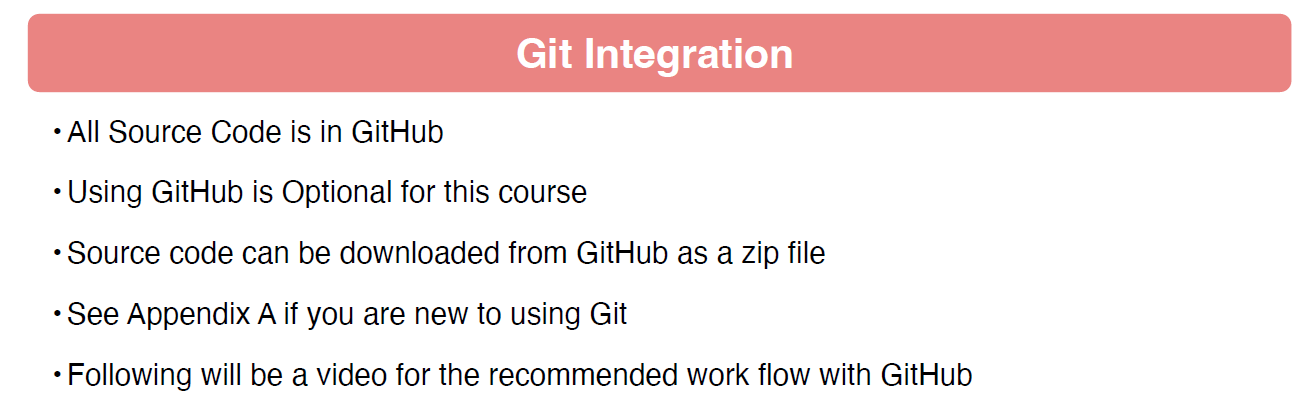 Git Integration
• All Source Code is in GitHub
• Using GitHub is Optional for this course
• Source code can be downloaded from GitHub as a zip file
• See Appendix A if you are new to using Git
• Following will be a video for the recommended work flow with GitHub